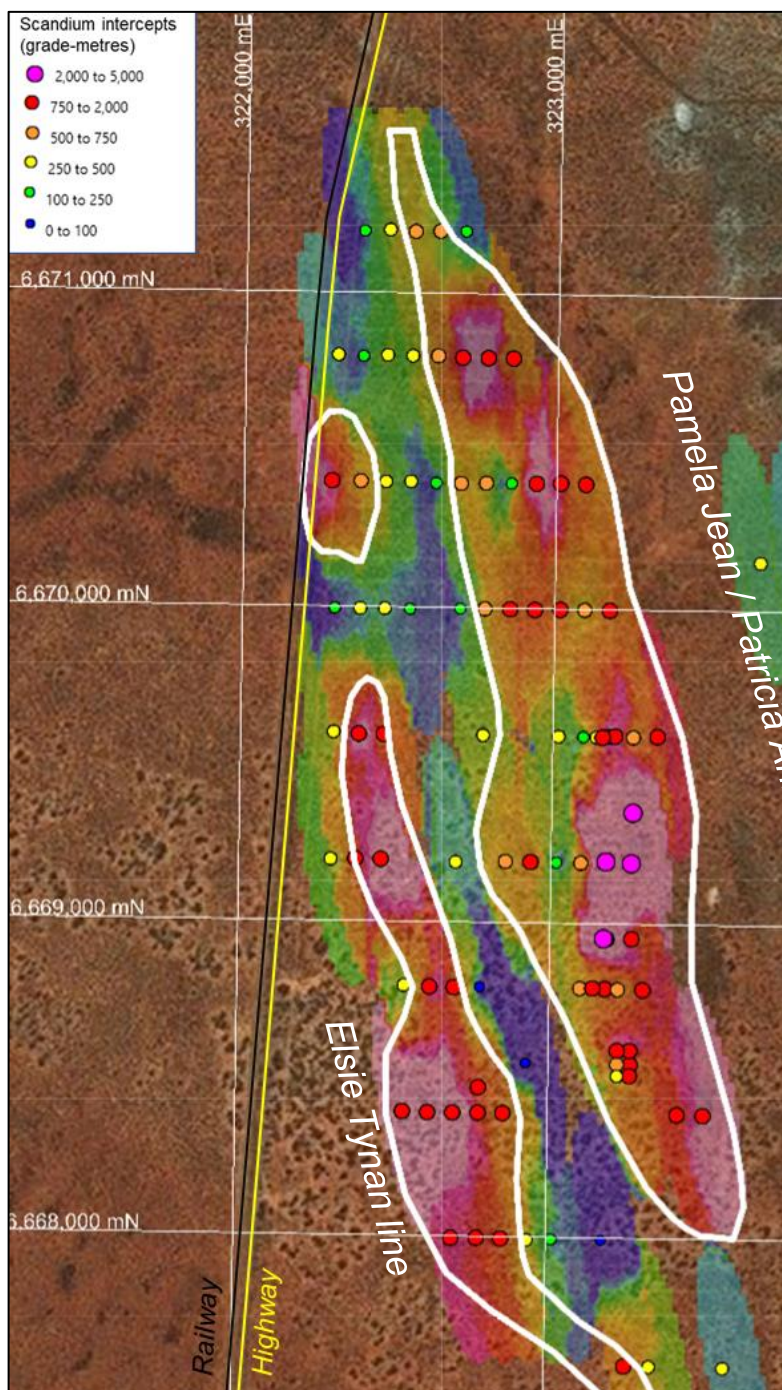 Scandium intercepts
(grade-metres)
2,000 to 5,000
750 to 2,000
500 to 750
250 to 500
100 to 250
0 to 100
322,000 mE
323,000 mE
6,671,000 mN
Pamela Jean / Patricia An
6,670,000 mN
6,669,000 mN
Elsie Tynan line
6,668,000 mN
Railway
Highway